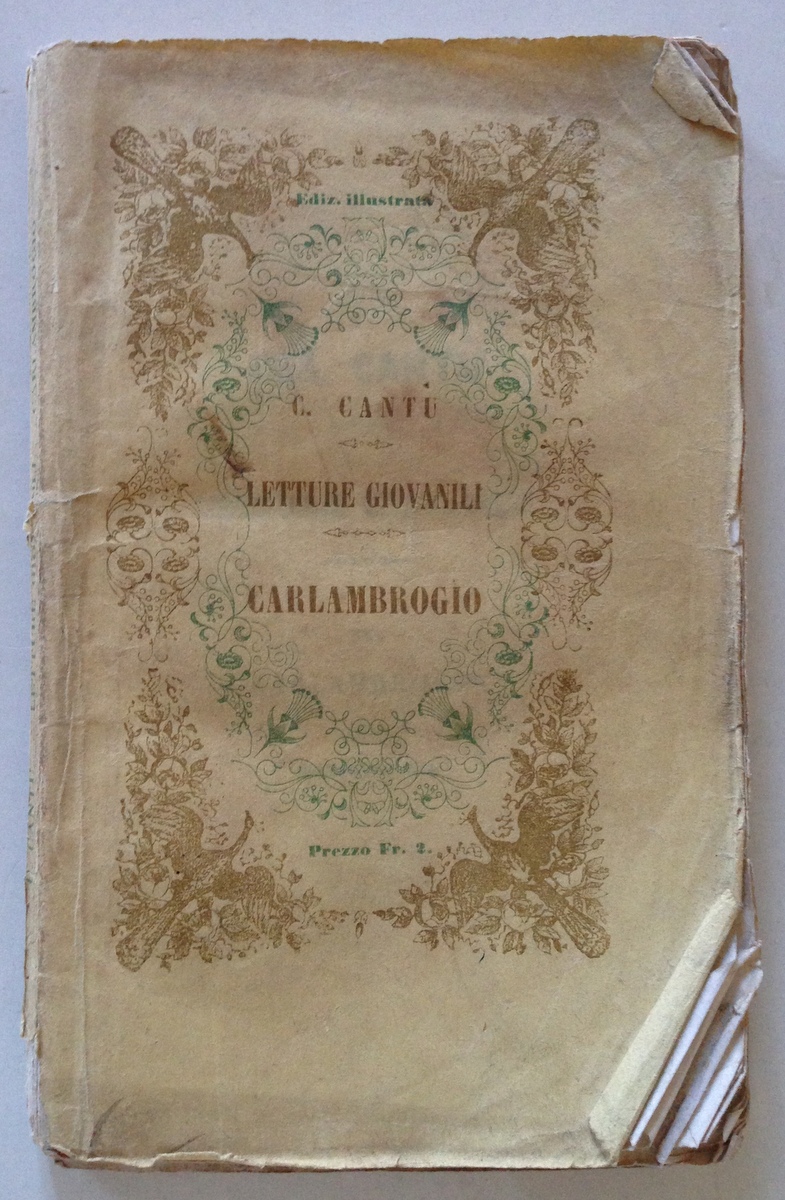 Ediz. illustrata
C. CANTÙ
LETTURE GIOVANILI
CARLAMBROGIO
Prezzo Fr. 2.